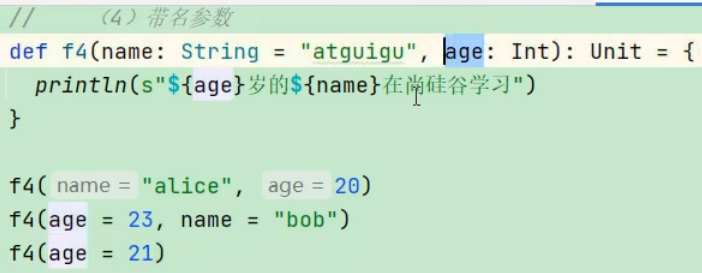 // （4）带名参数
def f4(name: String = "atguigu", age: Int): Unit = {
println(s"${age}岁的${name}在尚硅谷学习")
}
f4( name = "alice", age = 20)
f4(age = 23, name = "bob")
f4(age = 21)